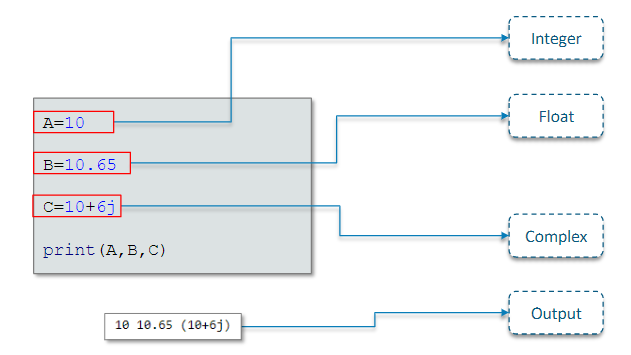 Integer
A=10
Float
B=10.65
C=10+6j
Complex
print(A,B,C)
Output
10 10.65 (10+6j)